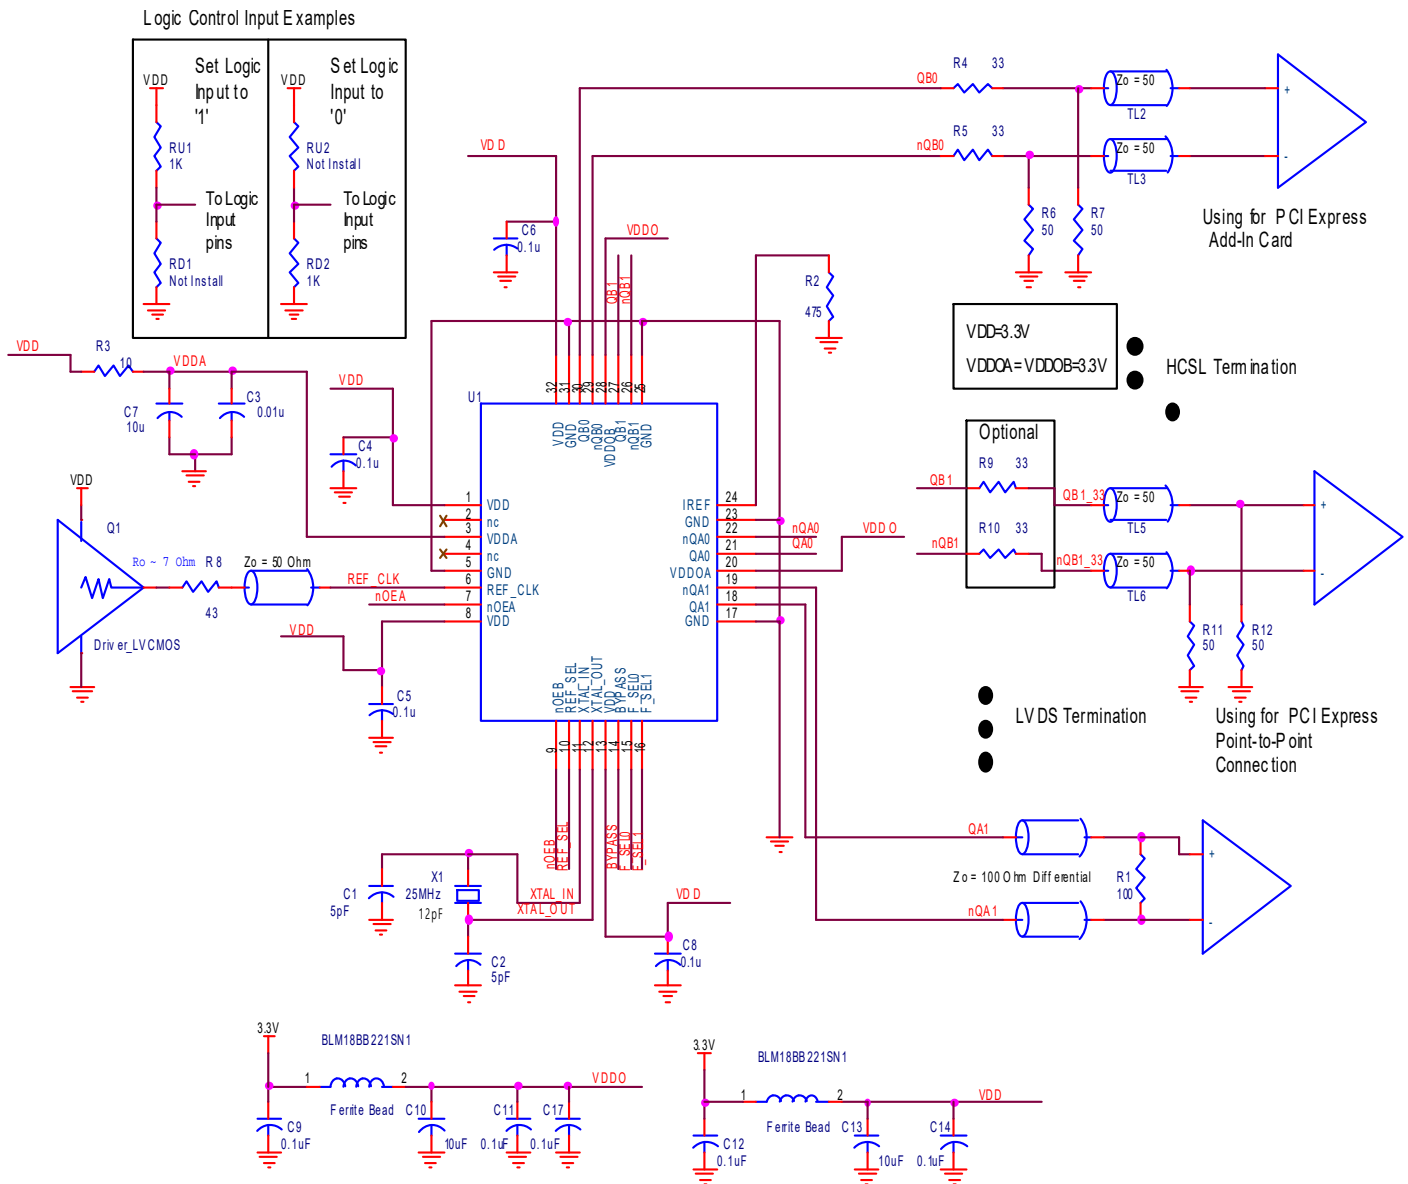 Logic Control Input Examples
Set Logic
Input to
'1'
VDD
RU1
1K
To Logic
Input
pins
RD1
Not Install
Set Logic
Input to
'0'
VDD
RU2
Not Install
To Logic
Input
pins
RD2
1K
VDD
C6
0.1u
VDDO
QB1
nQB1
QB0
R4 33
Zo = 50
TL2
+
nQB0
R5 33
Zo = 50
TL3
-
R6
50
R7
50
Using for PCI Express
Add-In Card
R2
475
VDD=3.3V
VDDOA=VDDOB=3.3V
HCSL Termination
VDD
R3
10
VDDA
C7
10u
C3
0.01u
VDD
C4
0.1u
U1
32
31
30
29
28
27
26
25
VDD
GND
QB0
nQB0
VDDOB
QB1
nQB1
GND
1 VDD
2 nc
3 VDDA
4 nc
5 GND
6 REF_CLK
7 nOEA
8 VDD
IREF 24
GND 23
nQA0 22
QA0 21
VDDOA 20
nQA1 19
QA1 18
GND 17
nQA0
QA0
VDDO
nOEB
REF_SEL
XTAL_IN
XTAL_OUT
VDD
BYPASS
F_SEL0
F_SEL1
9
10
11
12
13
14
15
16
nOEB
REF_SEL
BYPASS
F_SEL0
F_SEL1
VDD
Q1
Ro ~ 7 Ohm
R8
43
Zo = 50 Ohm
REF_CLK
nOEA
Driver_LVCMOS
VDD
C5
0.1u
Optional
QB1
R9 33
QB1_33
Zo = 50
TL5
+
nQB1
R10 33
nQB1_33
Zo = 50
TL6
-
R11
50
R12
50
LVDS Termination
Using for PCI Express
Point-to-Point
Connection
QA1
Zo = 100 Ohm Differential
R1
100
+
nQA1
-
C1
5pF
X1
25MHz
12pF
XTAL_IN
XTAL_OUT
C2
5pF
VDD
C8
0.1u
3.3V
BLM18BB221SN1
1
2
VDDO
Ferrite Bead
C9
0.1uF
C10
10uF
C11
0.1uF
C17
0.1uF
3.3V
BLM18BB221SN1
1
2
VDD
Ferrite Bead
C12
0.1uF
C13
10uF
C14
0.1uF